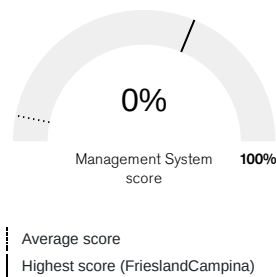 0%
Management System 100%
score
Average score
Highest score (FrieslandCampina)